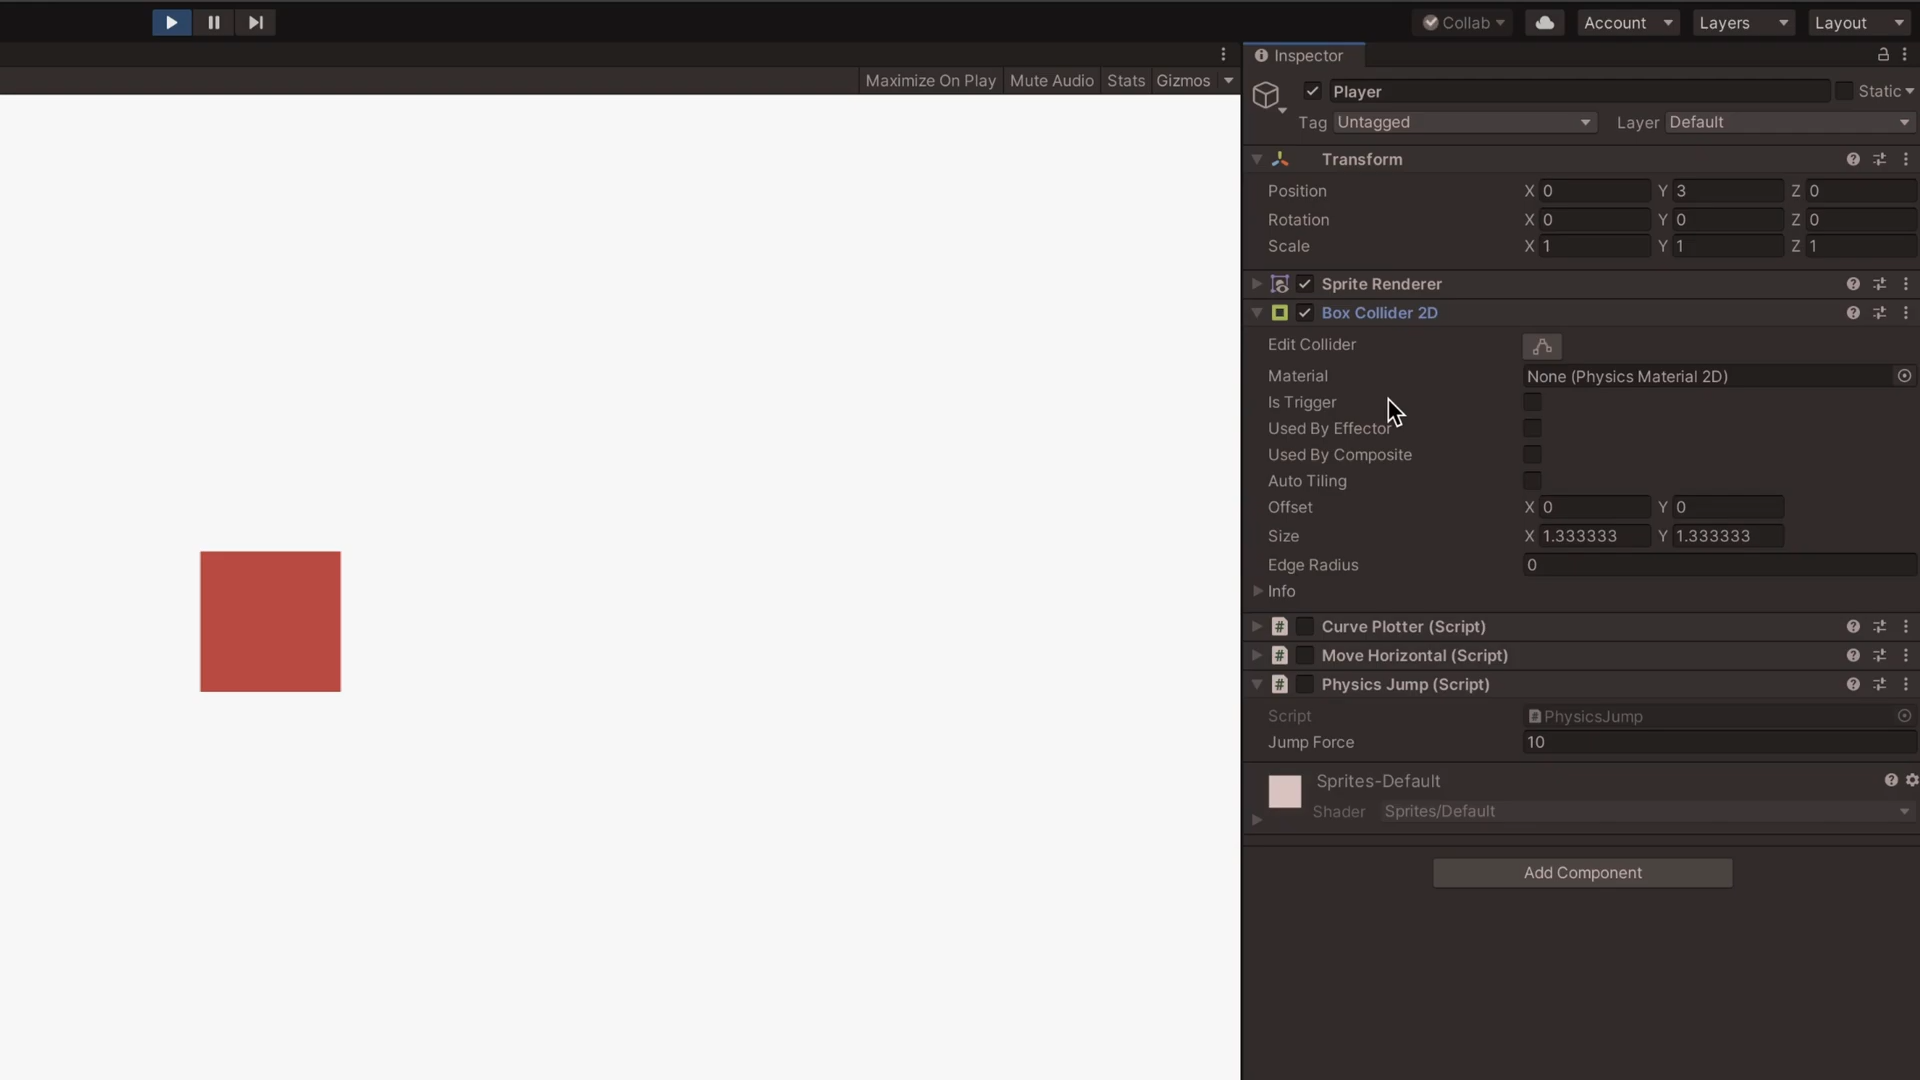 Collab
Account
Layers
Layout
Inspector
Maximize On Play
Mute Audio
Stats
Gizmos
Player
Static
Tag Untagged
Layer Default
Transform
Position X 0 Y 3 Z 0
Rotation X 0 Y 0 Z 0
Scale X 1 Y 1 Z 1
Sprite Renderer
Box Collider 2D
Edit Collider
Material None (Physics Material 2D)
Is Trigger
Used By Effector
Used By Composite
Auto Tiling
Offset X 0 Y 0
Size X 1.333333 Y 1.333333
Edge Radius 0
Info
# Curve Plotter (Script)
# Move Horizontal (Script)
# Physics Jump (Script)
Script # PhysicsJump
Jump Force 10
Sprites-Default
Shader Sprites/Default
Add Component